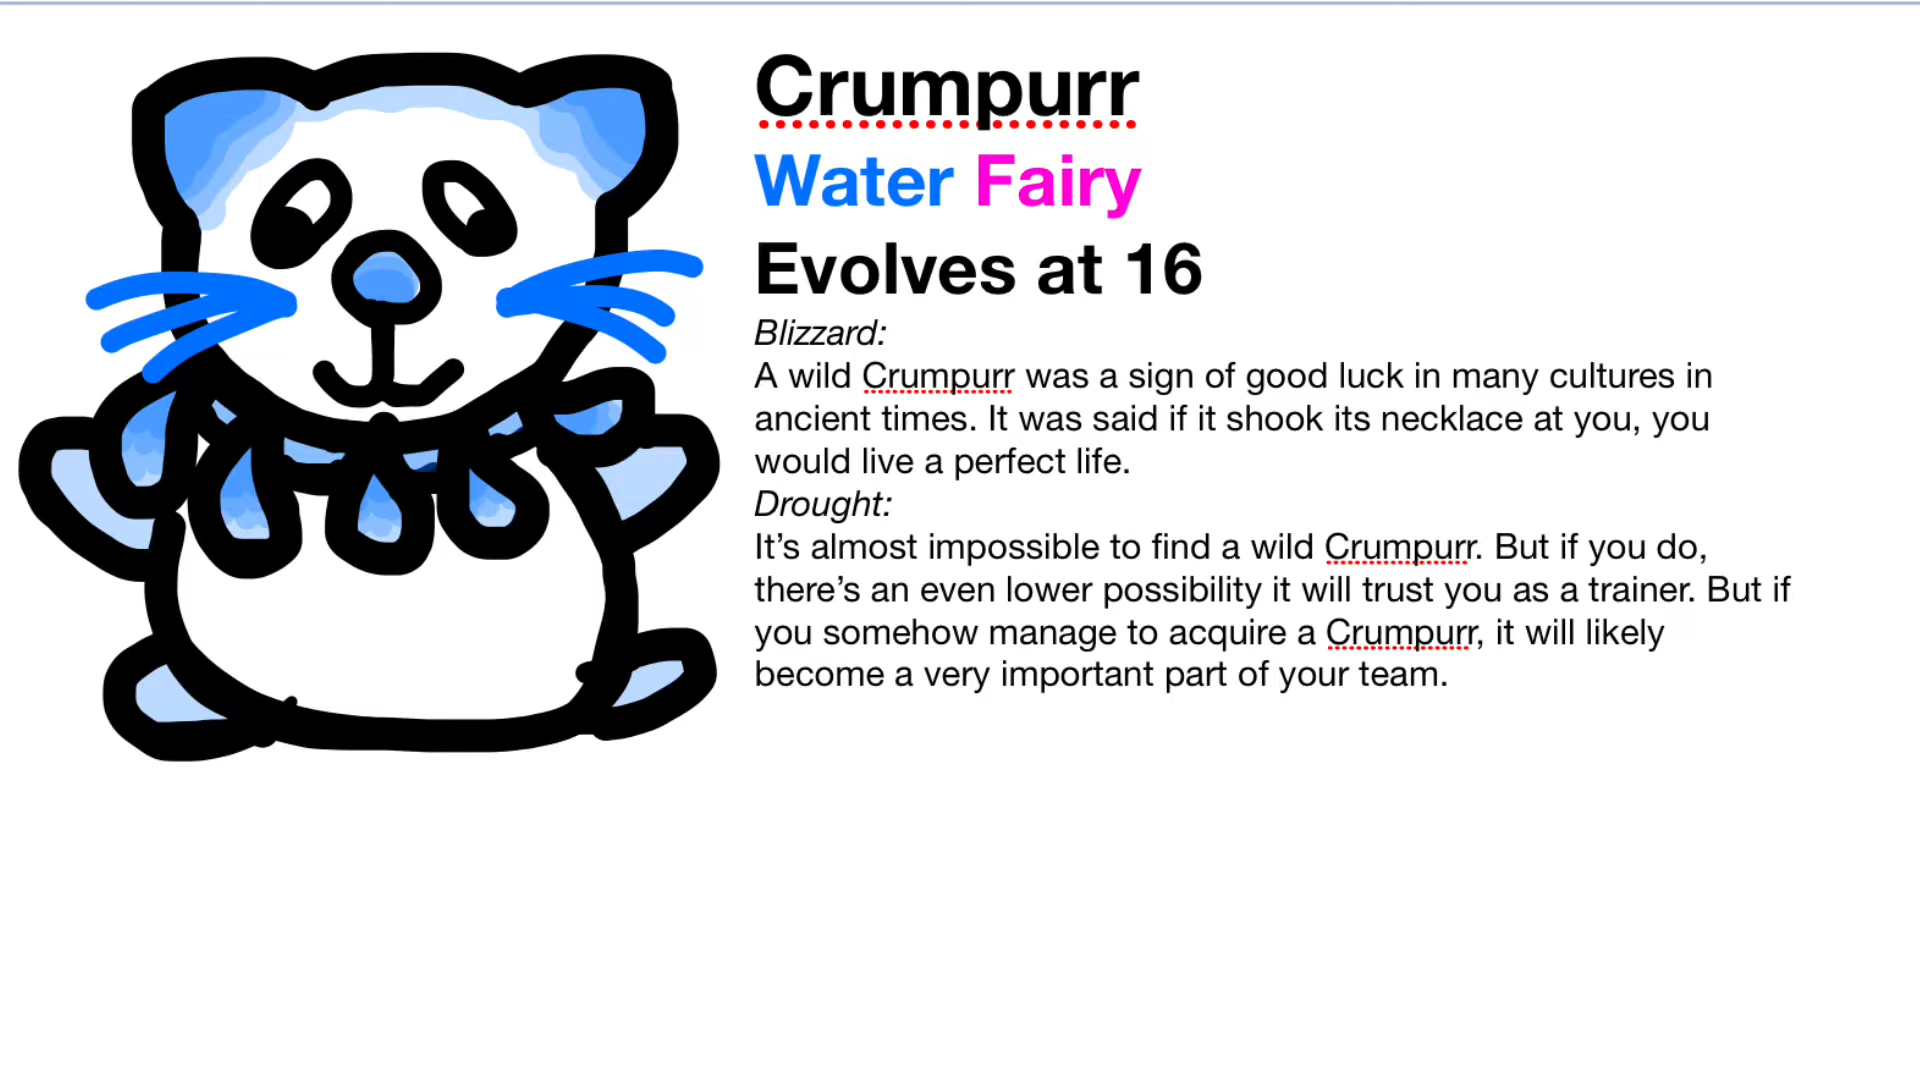 Crumpurr
Water Fairy
Evolves at 16
Blizzard:
A wild Crumpurr was a sign of good luck in many cultures in
ancient times. It was said if it shook its necklace at you, you
would live a perfect life.
Drought:
It’s almost impossible to find a wild Crumpurr. But if you do,
there’s an even lower possibility it will trust you as a trainer. But if
you somehow manage to acquire a Crumpurr, it will likely
become a very important part of your team.